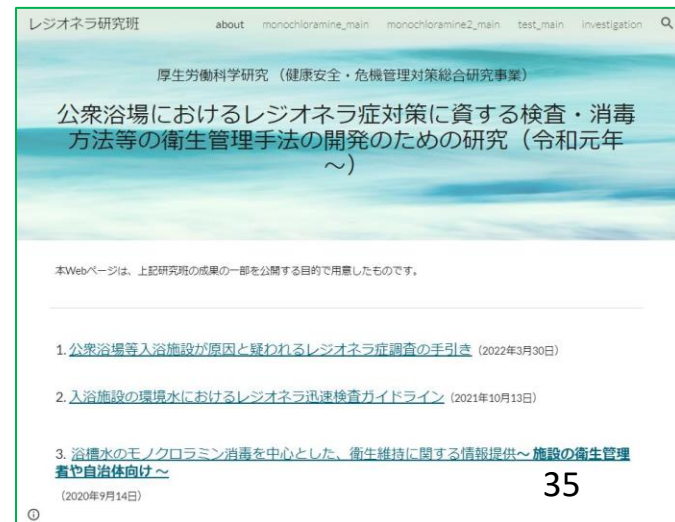 レジオネラ研究班 about monochloramine_main monochloramine2_main test_main investigation
厚生労働科学研究（健康安全・危機管理対策総合研究事業）
公衆浴場におけるレジオネラ症対策に資する検査・消毒
方法等の衛生管理手法の開発のための研究（令和元年
～）
本Webページは、上記研究班の成果の一部を公開する目的で用意したものです。
1. 公衆浴場等入浴施設が原因と疑われるレジオネラ症調査の手引き（2022年3月30日）
2. 入浴施設の環境水におけるレジオネラ迅速検査ガイドライン（2021年10月13日）
3. 浴槽水のモノクロラミン消毒を中心とした、衛生維持に関する情報提供～施設の衛生管理
者や自治体向け～
（2020年9月14日）
35